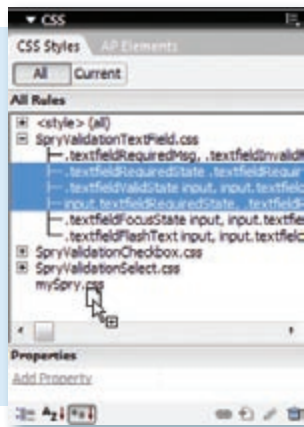 CSS
CSS Styles AP Elements
All Current
All Rules
<style> (all)
SpryValidationTextField.css
.textfieldRequiredMsg, .textfieldInvalidF
.textfieldRequiredState .textfieldRequir
.textfieldValidState input, input.textfie
input.textfieldRequiredState, .textfieldR
.textfieldFocusState input, input.textfie
.textfieldFlashText input, input.textfielc
SpryValidationCheckbox.css
SpryValidationSelect.css
mySpry.css
Properties
Add Property